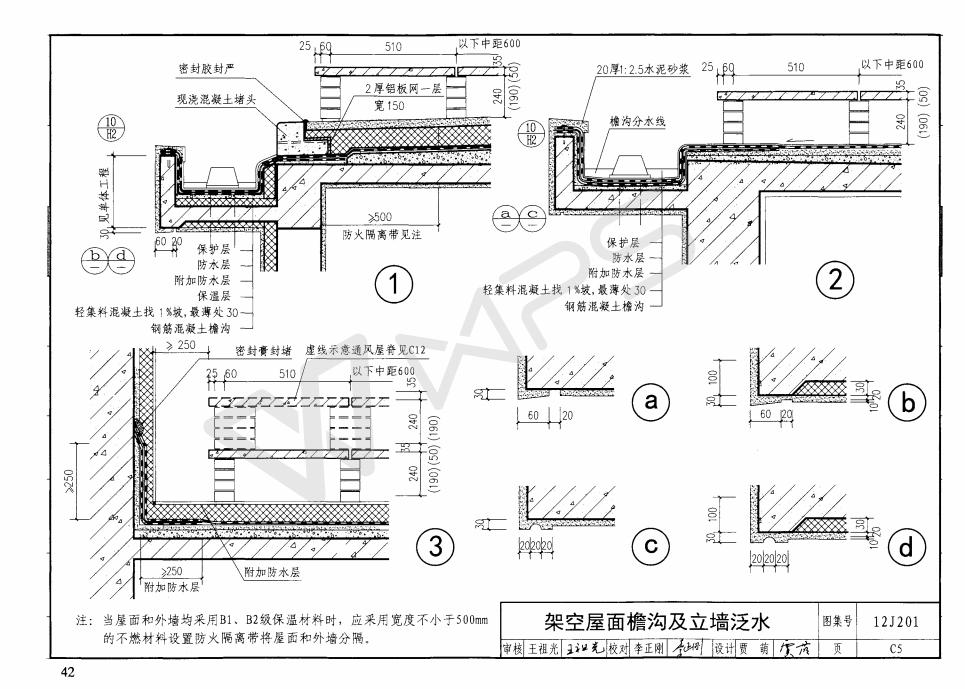 25 60 510 以下中距600
35
(50)
240
(190)
密封胶封严
现浇混凝土堵头
2厚铝板网一层
宽150
10
H2
见单体工程
30
60 20
≥500
防火隔离带见注
b d
保护层
防水层
附加防水层
保温层
轻集料混凝土找1%坡,最薄处30
钢筋混凝土檐沟
1
20厚1:2.5水泥砂浆
25 60 510 以下中距600
35
(50)
240
(190)
檐沟分水线
10
H2
a c
保护层
防水层
附加防水层
轻集料混凝土找1%坡,最薄处30
钢筋混凝土檐沟
2
≥250
密封膏封堵
虚线示意通风屋脊见C12
25 60 510 以下中距600
35
240
(190)
35
(50)
240
(190)
≥250
≥250
附加防水层
附加防水层
3
30
60 20
a
100
30
60 20
30
10 20
b
30
20 20 20
c
100
30
20 20 20
30
10 20
d
注: 当屋面和外墙均采用B1、B2级保温材料时,应采用宽度不小于500mm
的不燃材料设置防火隔离带将屋面和外墙分隔。
架空屋面檐沟及立墙泛水
图集号 12J201
审核 王祖光 校对 李正刚 李正刚 设计 贾 萌 页 C5
42
WPS